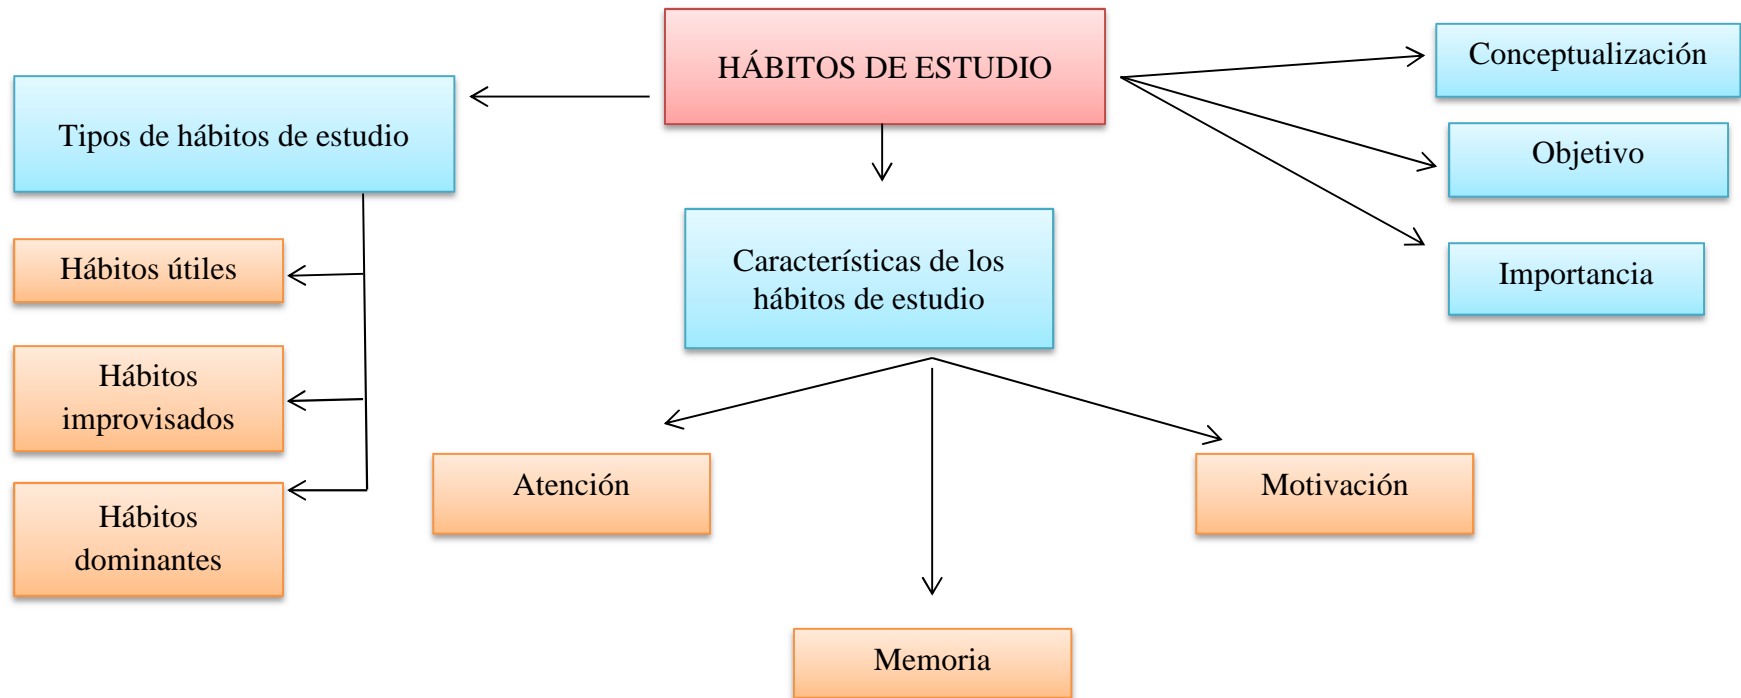 HÁBITOS DE ESTUDIO
Conceptualización
Objetivo
Importancia
Tipos de hábitos de estudio
Hábitos útiles
Hábitos
improvisados
Hábitos
dominantes
Características de los
hábitos de estudio
Atención
Memoria
Motivación